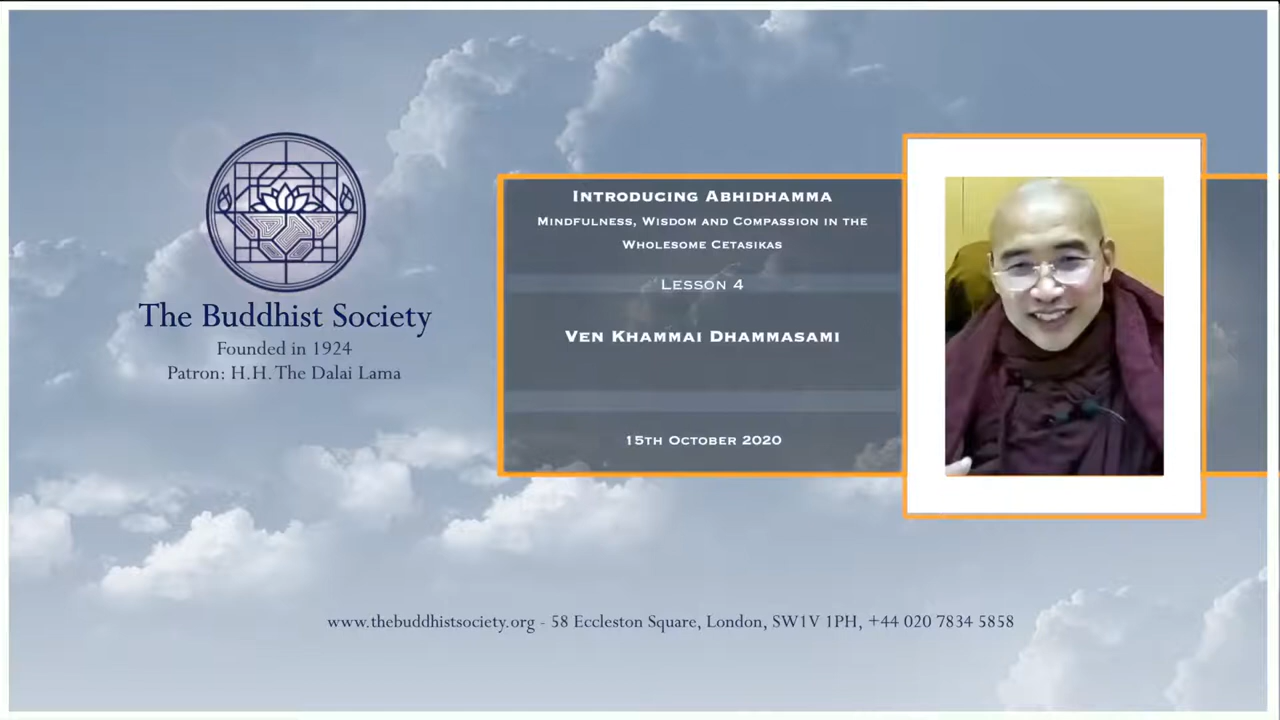 The Buddhist Society
Founded in 1924
Patron: H.H. The Dalai Lama
Introducing Abhidhamma
Mindfulness, Wisdom and Compassion in the
Wholesome Cetasikas
Lesson 4
Ven Khammai Dhammasami
15th October 2020
www.thebuddhistsociety.org - 58 Eccleston Square, London, SW1V 1PH, +44 020 7834 5858